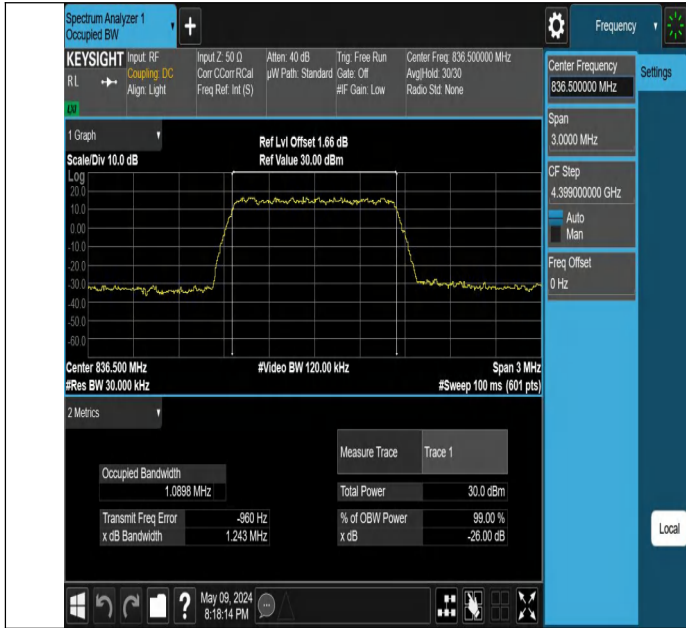 Spectrum Analyzer 1
Occupied BW
+
Frequency
KEYSIGHT
RL
LXI
Input: RF
Coupling: DC
Align: Light
Input Z: 50 Ω
Corr CCorr RCal
Freq Ref: Int (S)
Atten: 40 dB
µW Path: Standard
Trig: Free Run
Gate: Off
#IF Gain: Low
Center Freq: 836.500000 MHz
Avg|Hold: 30/30
Radio Std: None
Center Frequency
836.500000 MHz
Settings
Span
3.0000 MHz
CF Step
4.399000000 GHz
Auto
Man
Freq Offset
0 Hz
Local
1 Graph
Scale/Div 10.0 dB
Ref Lvl Offset 1.66 dB
Ref Value 30.00 dBm
Log
20.0
10.0
0.00
-10.0
-20.0
-30.0
-40.0
-50.0
-60.0
Center 836.500 MHz
#Res BW 30.000 kHz
#Video BW 120.00 kHz
Span 3 MHz
#Sweep 100 ms (601 pts)
2 Metrics
Measure Trace Trace 1
Occupied Bandwidth
1.0898 MHz
Total Power 30.0 dBm
Transmit Freq Error -960 Hz
% of OBW Power 99.00 %
x dB Bandwidth 1.243 MHz
x dB -26.00 dB
?
May 09, 2024
8:18:14 PM